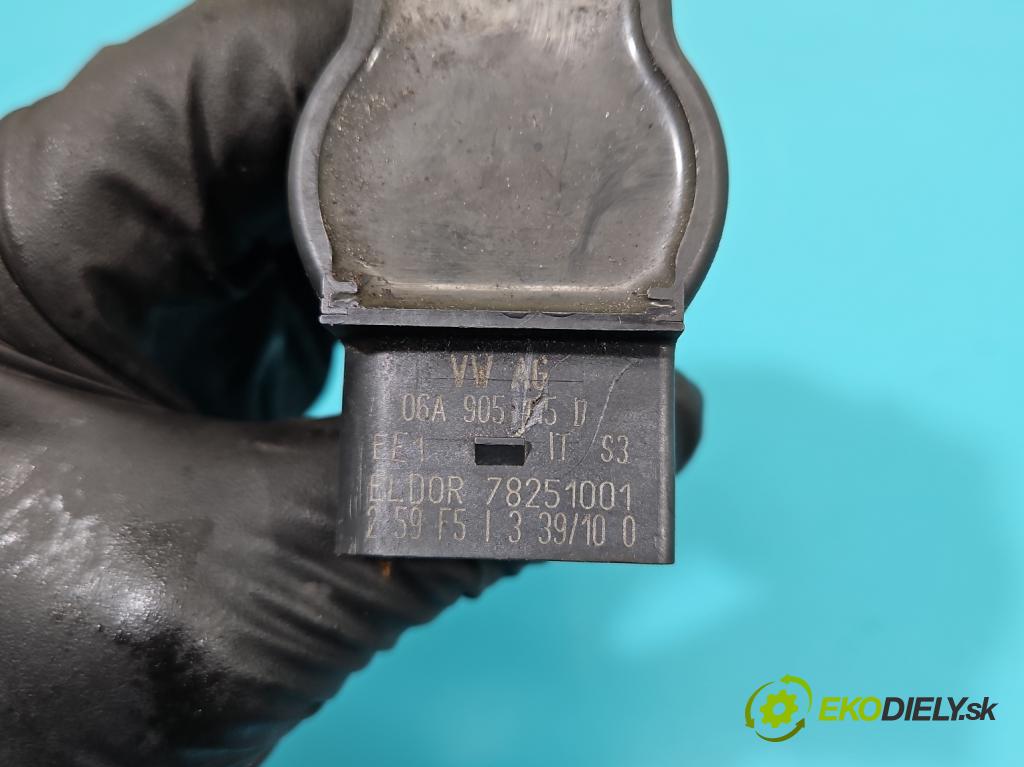 VW AG
06A 905 D
EE1 IT S3
ELDOR 78251001
2 59 F5 I 3 39/10 0
EKODIELY.sk